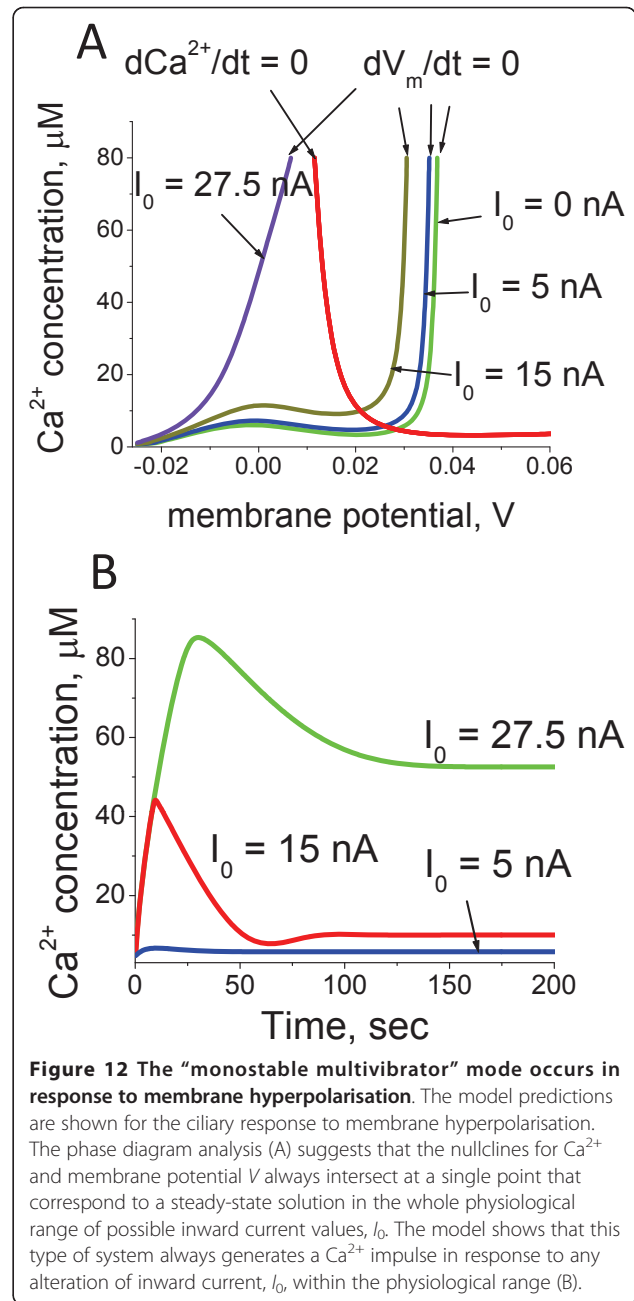 A
dCa²⁺/dt = 0 dVₘ/dt = 0
Ca²⁺ concentration, μM
80
60
40
20
0
I₀ = 27.5 nA
I₀ = 0 nA
I₀ = 5 nA
I₀ = 15 nA
-0.02 0.00 0.02 0.04 0.06
membrane potential, V
B
Ca²⁺ concentration, μM
80
60
40
20
I₀ = 27.5 nA
I₀ = 15 nA
I₀ = 5 nA
0 50 100 150 200
Time, sec
Figure 12 The “monostable multivibrator” mode occurs in
response to membrane hyperpolarisation. The model predictions
are shown for the ciliary response to membrane hyperpolarisation.
The phase diagram analysis (A) suggests that the nullclines for Ca²⁺
and membrane potential V always intersect at a single point that
correspond to a steady-state solution in the whole physiological
range of possible inward current values, I₀. The model shows that this
type of system always generates a Ca²⁺ impulse in response to any
alteration of inward current, I₀, within the physiological range (B).